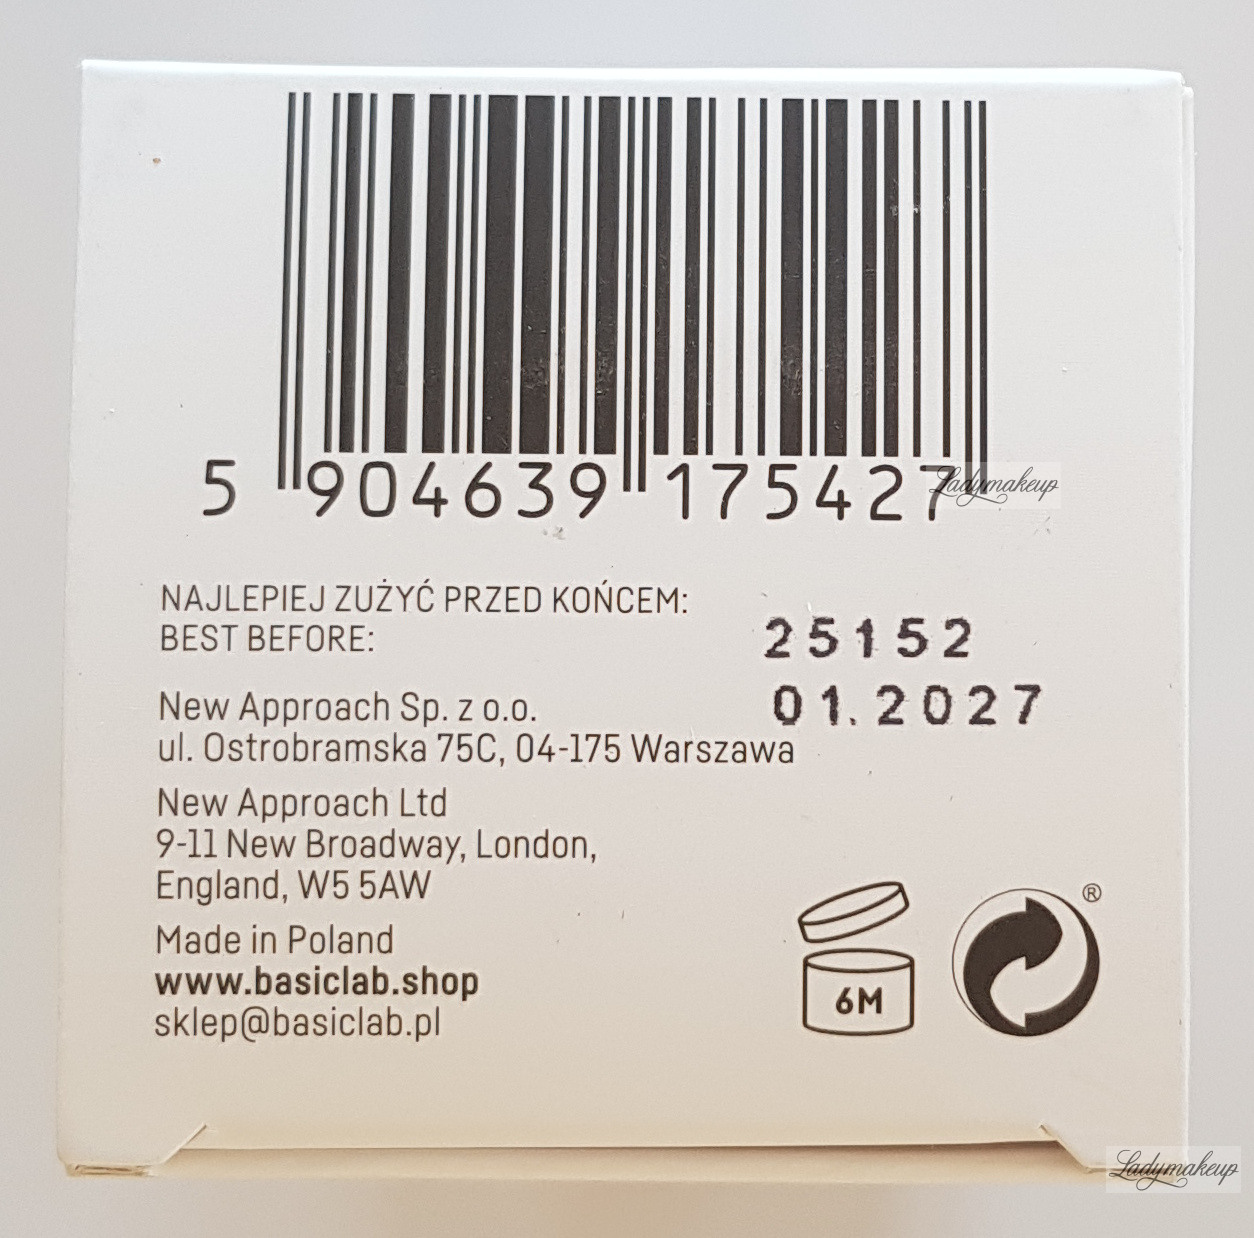 5 904639 175427
Ladymakeup
NAJLEPIEJ ZUŻYĆ PRZED KOŃCEM:
BEST BEFORE:
25152
01.2027
New Approach Sp. z o.o.
ul. Ostrobramska 75C, 04-175 Warszawa
New Approach Ltd
9-11 New Broadway, London,
England, W5 5AW
Made in Poland
www.basiclab.shop
sklep@basiclab.pl
6M
®
Ladymakeup